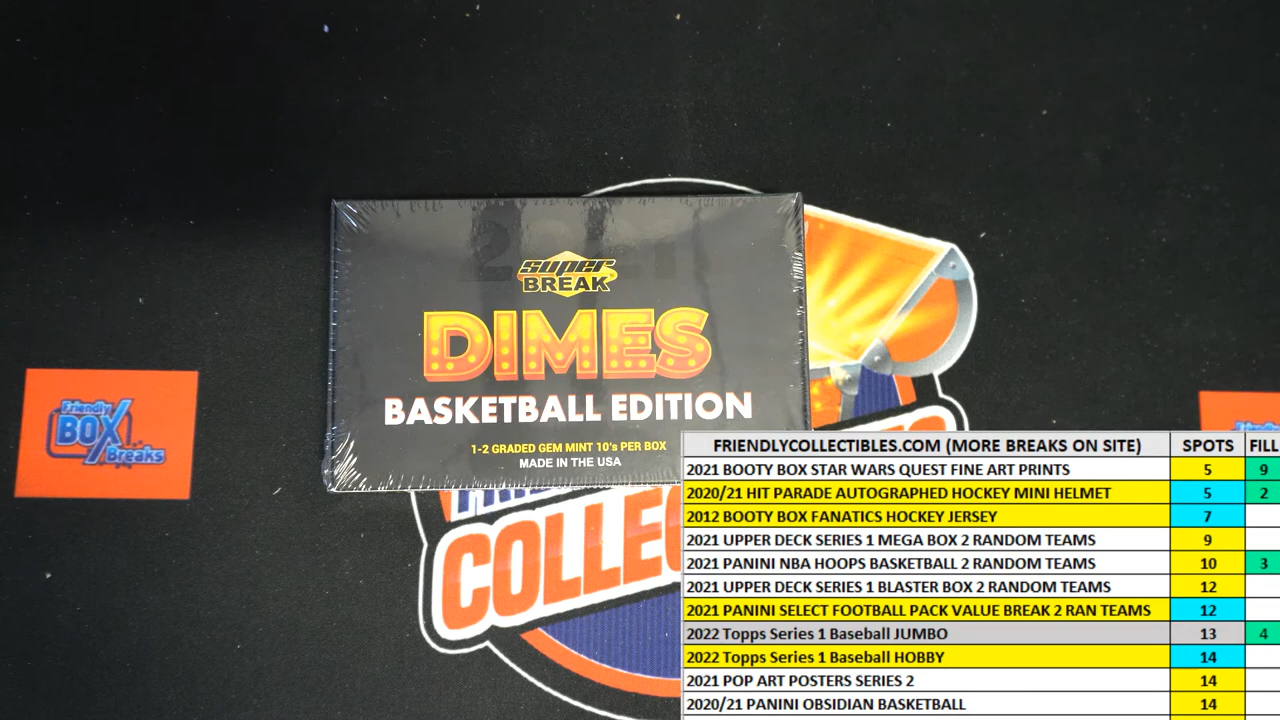 2021
super
BREAK
DIMES
BASKETBALL EDITION
1-2 GRADED GEM MINT 10's PER BOX
MADE IN THE USA
Friendly
BOX
Breaks
COLLEC
FRIENDLYCOLLECTIBLES.COM (MORE BREAKS ON SITE) SPOTS FILL
2021 BOOTY BOX STAR WARS QUEST FINE ART PRINTS 5 9
2020/21 HIT PARADE AUTOGRAPHED HOCKEY MINI HELMET 5 2
2012 BOOTY BOX FANATICS HOCKEY JERSEY 7
2021 UPPER DECK SERIES 1 MEGA BOX 2 RANDOM TEAMS 9
2021 PANINI NBA HOOPS BASKETBALL 2 RANDOM TEAMS 10 3
2021 UPPER DECK SERIES 1 BLASTER BOX 2 RANDOM TEAMS 12
2021 PANINI SELECT FOOTBALL PACK VALUE BREAK 2 RAN TEAMS 12
2022 Topps Series 1 Baseball JUMBO 13 4
2022 Topps Series 1 Baseball HOBBY 14
2021 POP ART POSTERS SERIES 2 14
2020/21 PANINI OBSIDIAN BASKETBALL 14